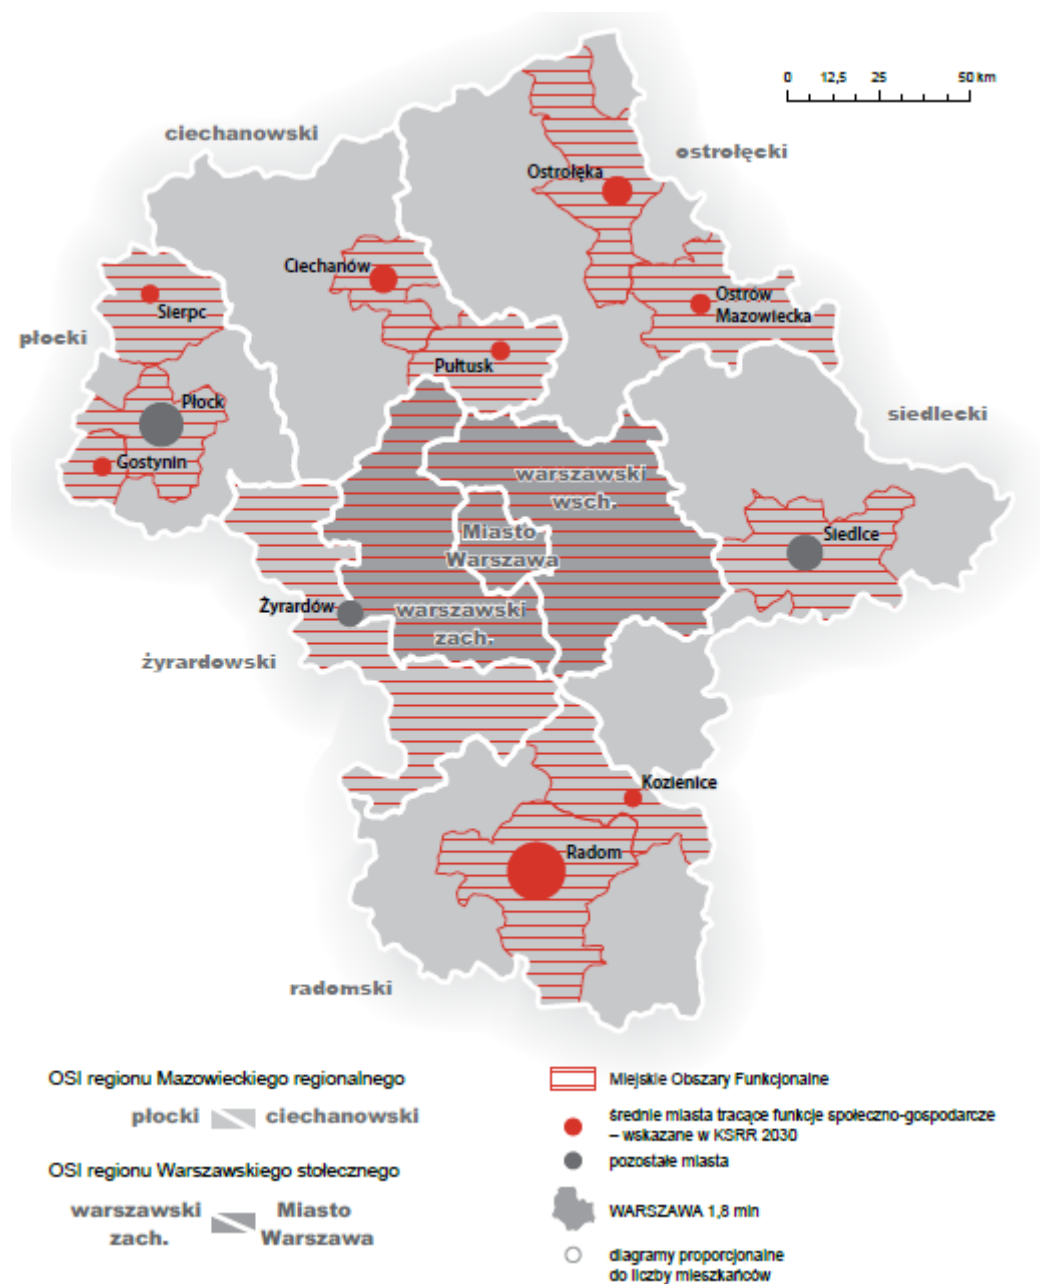 0 12,5 25 50 km
ciechanowski
ostrołęcki
Ostrołęka
Ciechanów
Sierpc
Ostrów
Mazowiecka
płocki
Pułtusk
Płock
siedlecki
Gostynin
warszawski
wsch.
Miasto
Warszawa
Siedlce
Żyrardów
warszawski
zach.
żyrardowski
Kozienice
Radom
radomski
OSI regionu Mazowieckiego regionalnego
płocki ciechanowski
OSI regionu Warszawskiego stołecznego
warszawski Miasto
zach. Warszawa
Miejskie Obszary Funkcjonalne
średnie miasta tracące funkcje społeczno-gospodarcze
– wskazane w KSRR 2030
pozostałe miasta
WARSZAWA 1,8 mln
diagramy proporcjonalne
do liczby mieszkańców